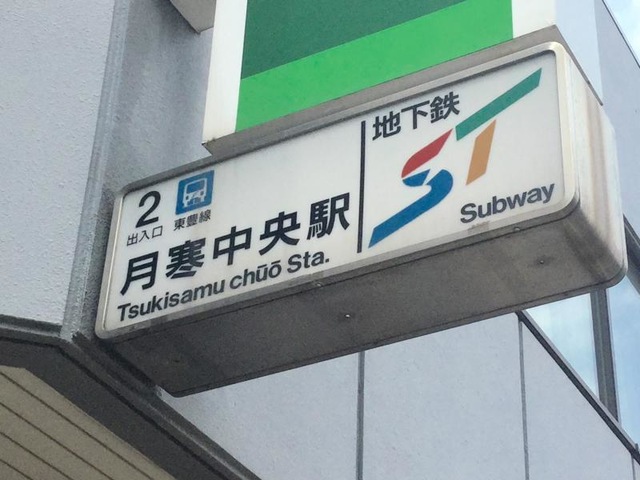 2
出入口
東豊線
月寒中央駅
Tsukisamu chūō Sta.
地下鉄
ST
Subway